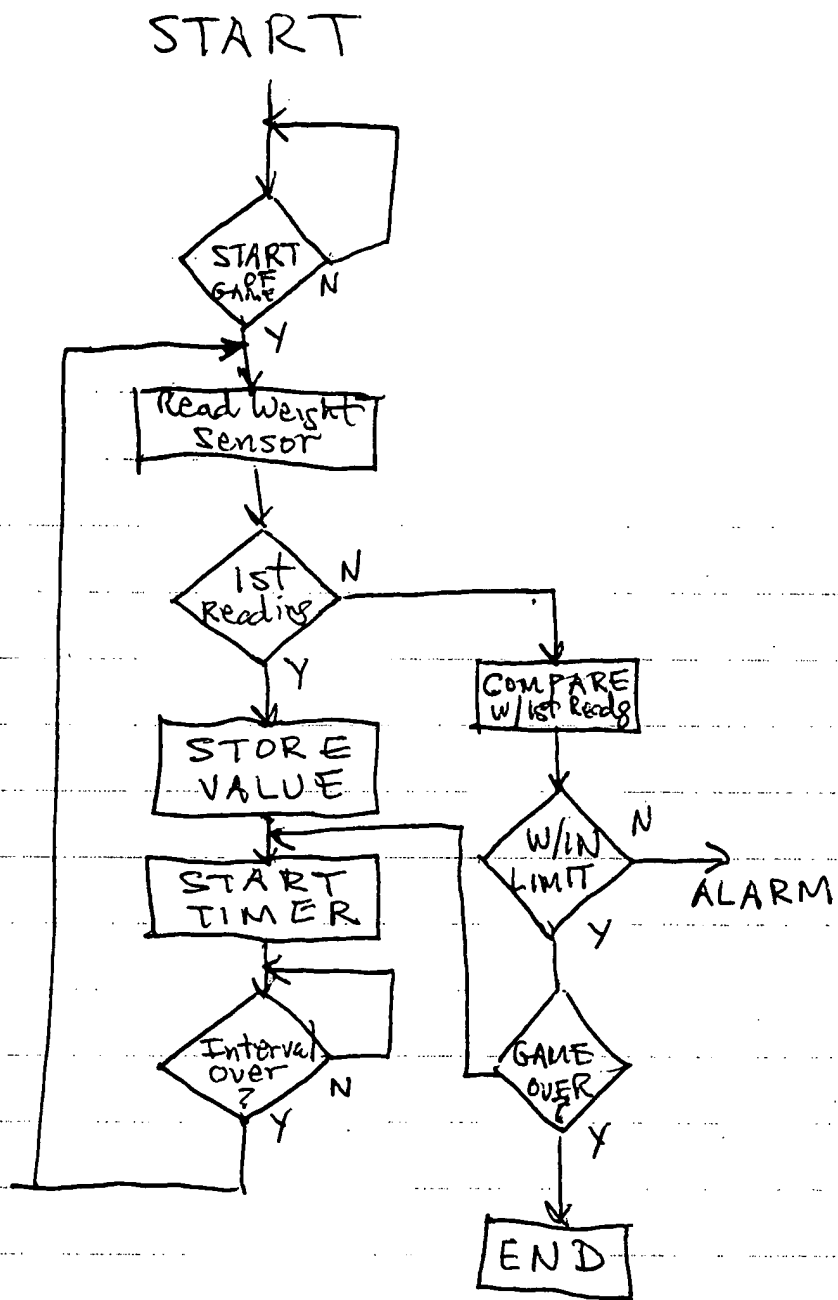 START
START
OF
GAME
N
Y
Read Weight
Sensor
1st
Reading
N
Y
COMPARE
W/1st Readg
STORE
VALUE
W/IN
LIMIT
N
ALARM
Y
START
TIMER
Interval
over
?
N
Y
GAME
OVER
?
Y
END